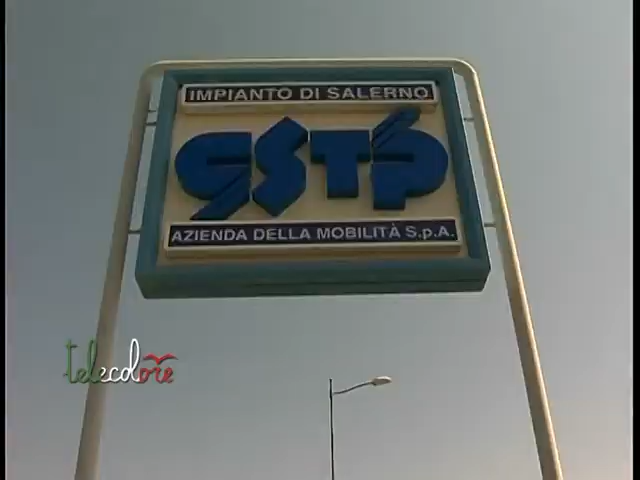 IMPIANTO DI SALERNO
CSTP
AZIENDA DELLA MOBILITÀ S.p.A.
telecolore